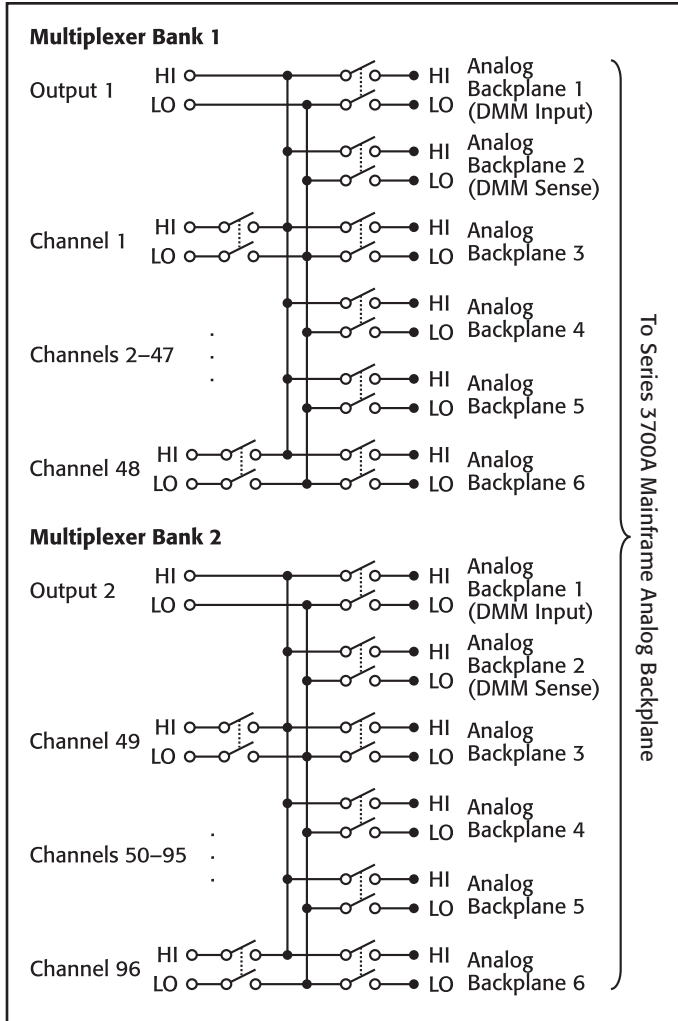 Multiplexer Bank 1
Output 1
HI
LO
HI
LO
Analog
Backplane 1
(DMM Input)
HI
LO
Analog
Backplane 2
(DMM Sense)
Channel 1
HI
LO
HI
LO
Analog
Backplane 3
HI
LO
Analog
Backplane 4
Channels 2–47
HI
LO
Analog
Backplane 5
Channel 48
HI
LO
HI
LO
Analog
Backplane 6
Multiplexer Bank 2
Output 2
HI
LO
HI
LO
Analog
Backplane 1
(DMM Input)
HI
LO
Analog
Backplane 2
(DMM Sense)
Channel 49
HI
LO
HI
LO
Analog
Backplane 3
HI
LO
Analog
Backplane 4
Channels 50–95
HI
LO
Analog
Backplane 5
Channel 96
HI
LO
HI
LO
Analog
Backplane 6
To Series 3700A Mainframe Analog Backplane